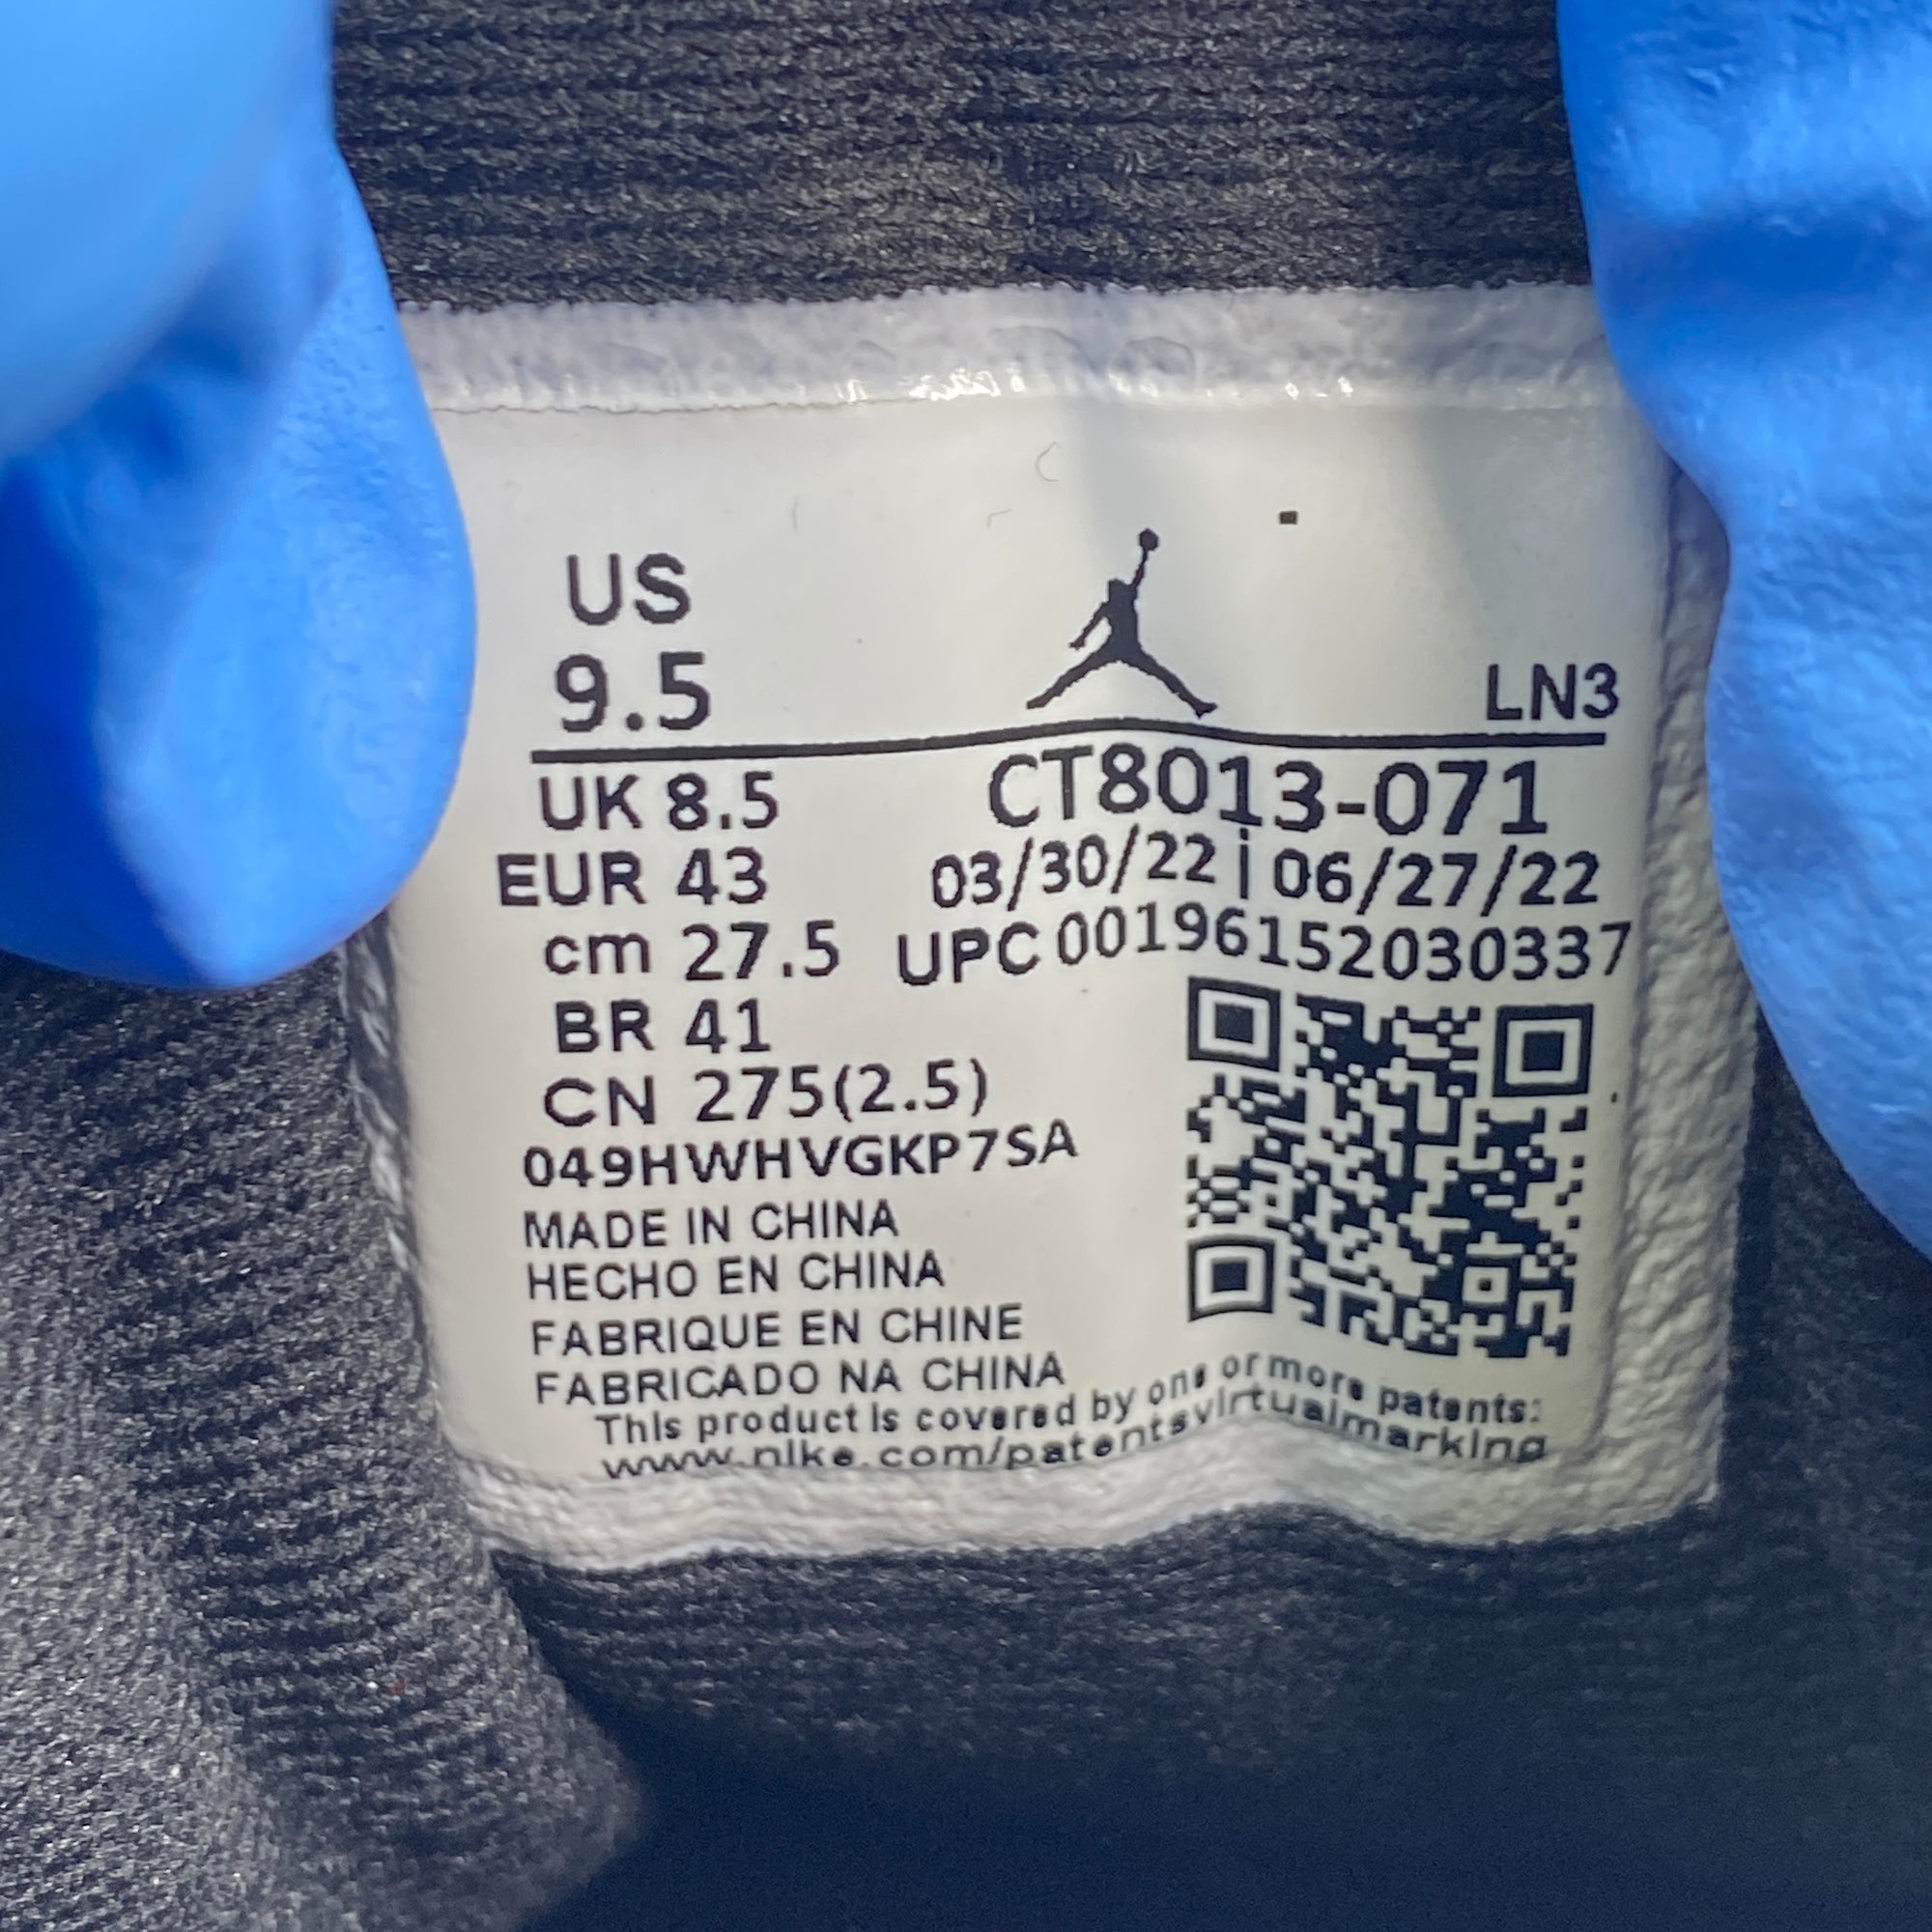 US
9.5
LN3
UK 8.5
CT8013-071
EUR 43
03/30/22 | 06/27/22
cm 27.5
UPC 00196152030337
BR 41
CN 275(2.5)
049HWHVGKP7SA
MADE IN CHINA
HECHO EN CHINA
FABRIQUE EN CHINE
FABRICADO NA CHINA
This product is covered by one or more patents:
www.nike.com/patentsvirtualmarking